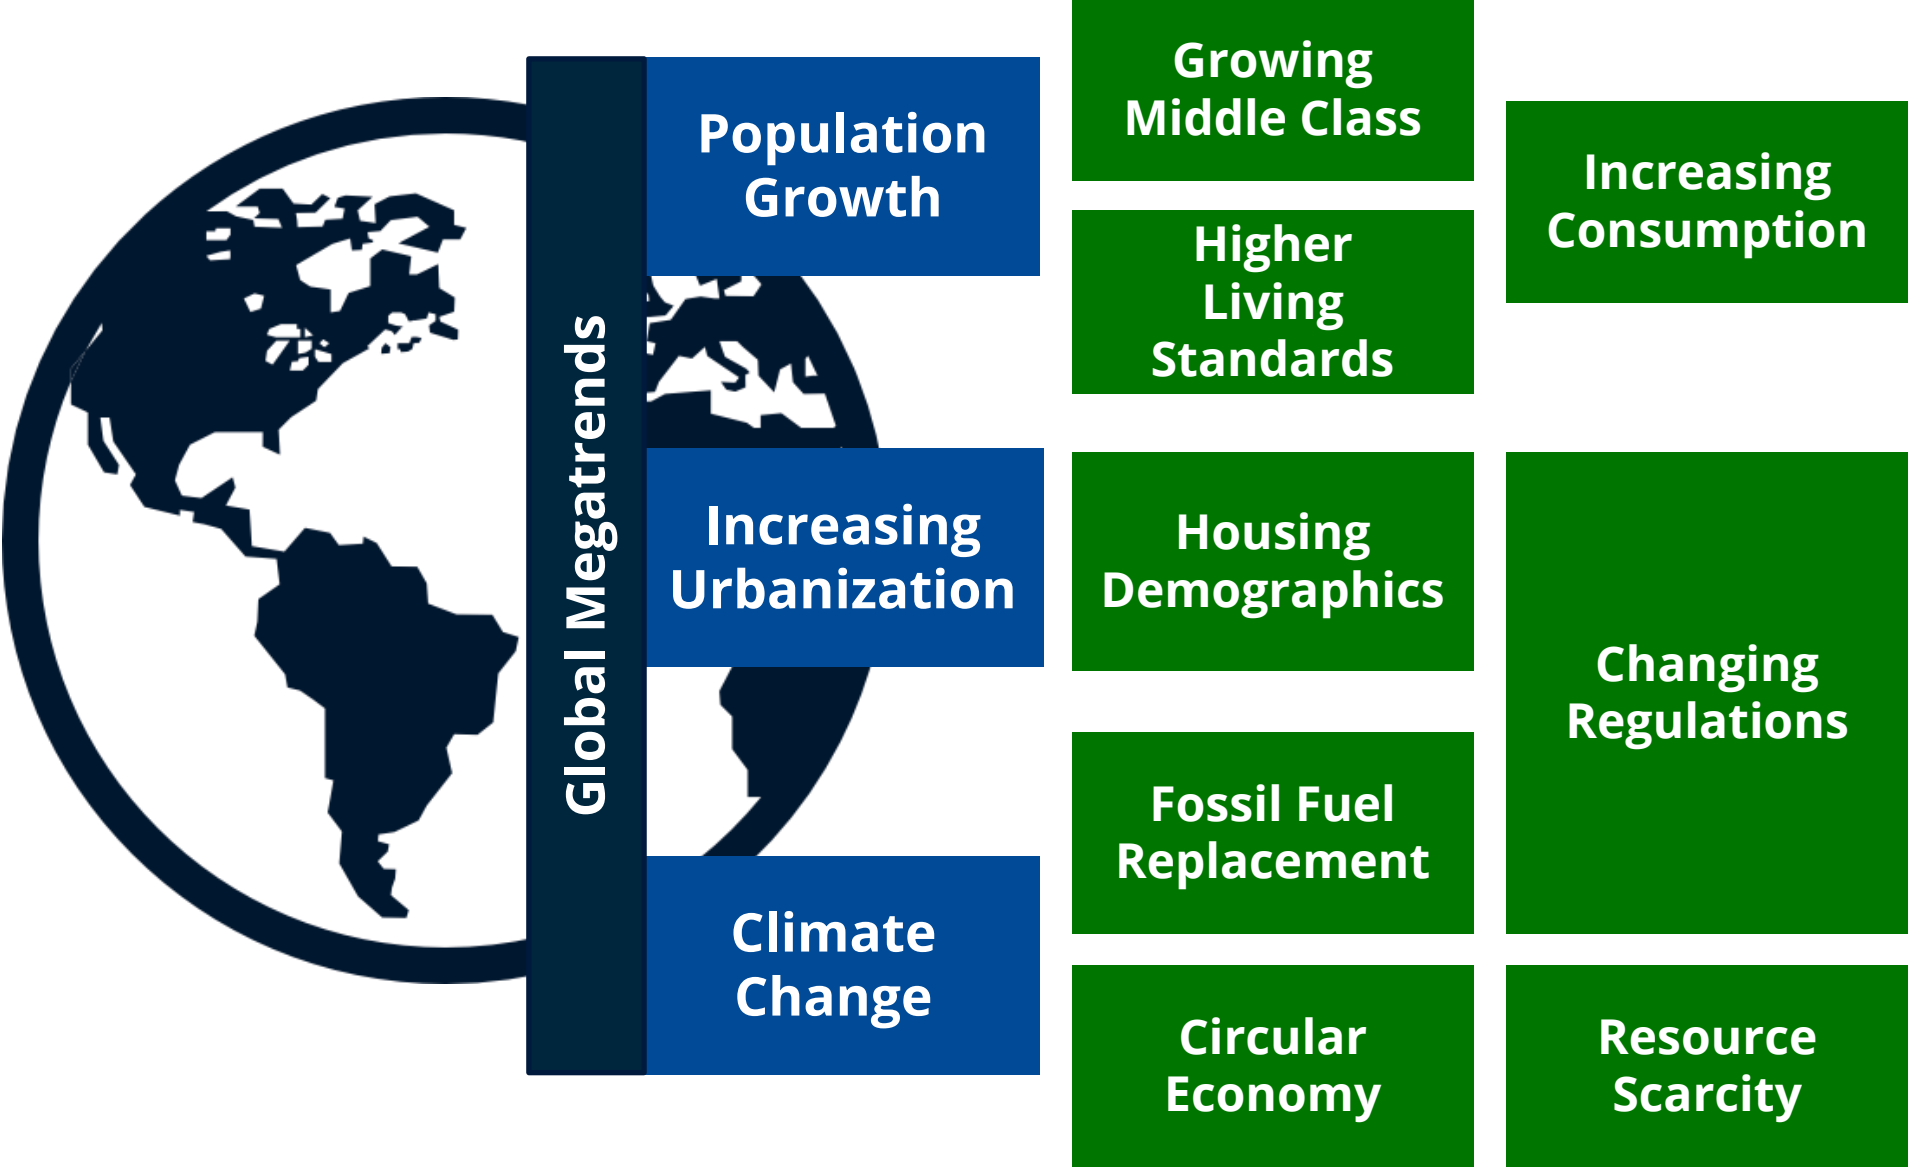 Global Megatrends
Population
Growth
Increasing
Urbanization
Climate
Change
Growing
Middle Class
Higher
Living
Standards
Housing
Demographics
Fossil Fuel
Replacement
Circular
Economy
Increasing
Consumption
Changing
Regulations
Resource
Scarcity